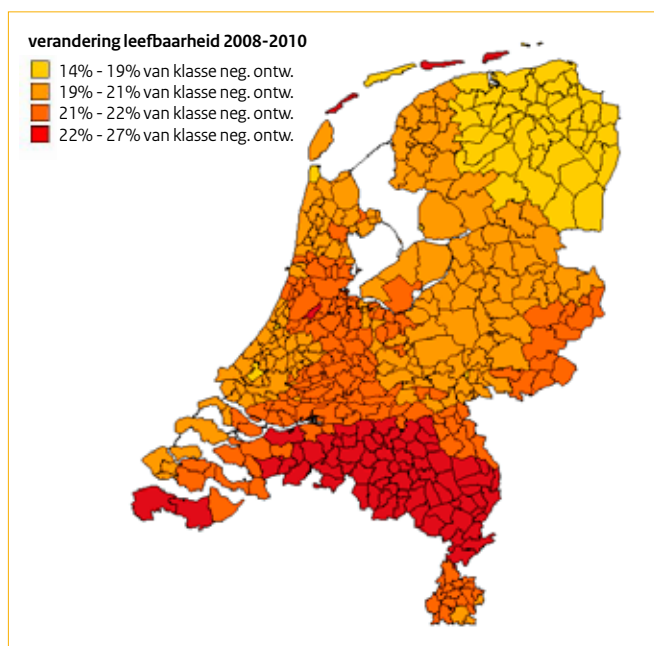 verandering leefbaarheid 2008-2010
14% - 19% van klasse neg. ontw.
19% - 21% van klasse neg. ontw.
21% - 22% van klasse neg. ontw.
22% - 27% van klasse neg. ontw.